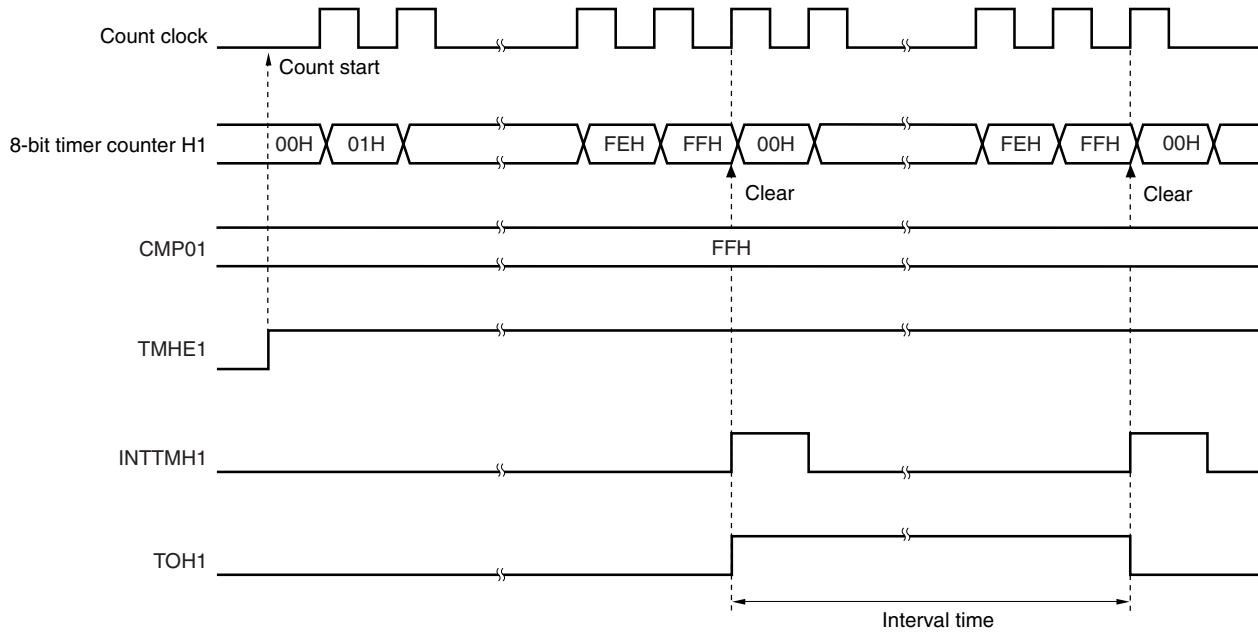 Count clock
Count start
8-bit timer counter H1
00H 01H FEH FFH 00H FEH FFH 00H
Clear Clear
CMP01 FFH
TMHE1
INTTMH1
TOH1
Interval time